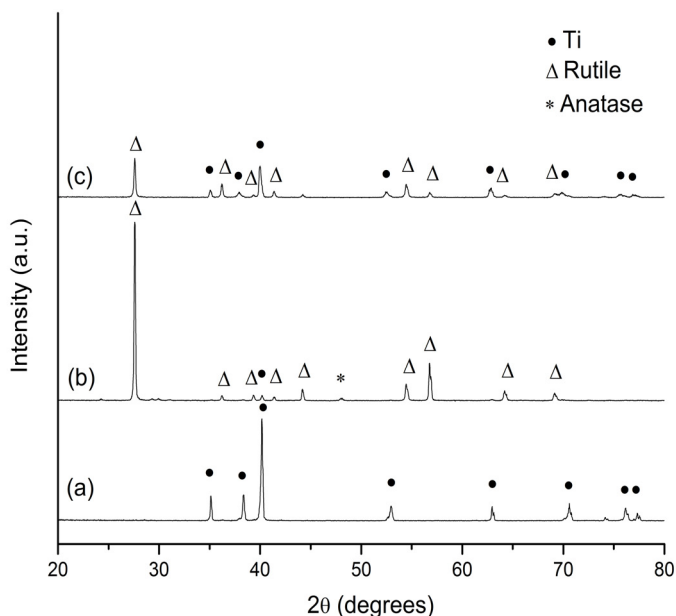 ● Ti
Δ Rutile
* Anatase
(c)
(b)
(a)
Intensity (a.u.)
20 30 40 50 60 70 80
2θ (degrees)